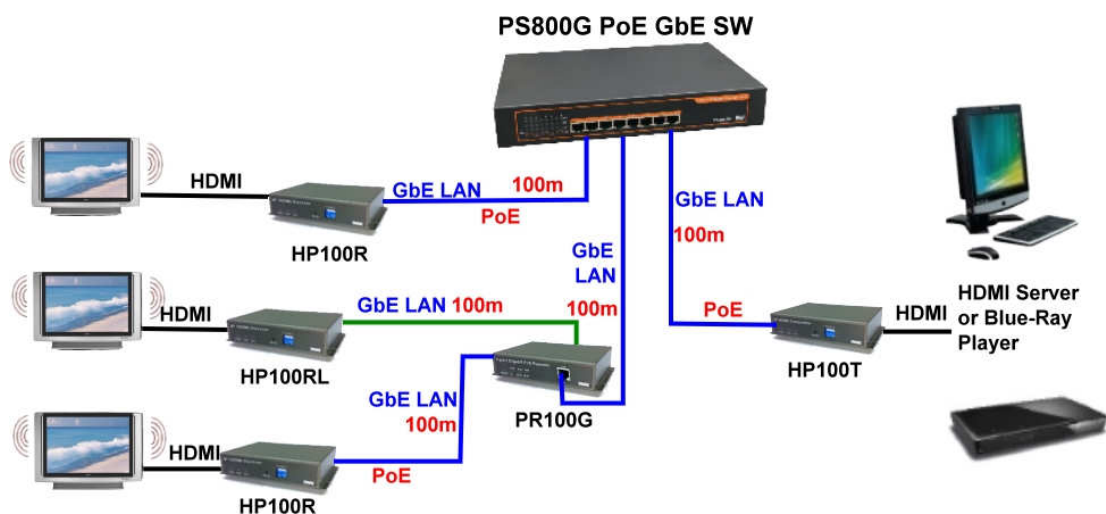 PS800G PoE GbE SW
HDMI
HP100R
GbE LAN
100m
PoE
HDMI
HP100RL
GbE LAN 100m
HDMI
HP100R
GbE LAN
100m
PoE
PR100G
GbE
LAN
100m
GbE LAN
100m
PoE
HP100T
HDMI
HDMI Server
or Blue-Ray
Player